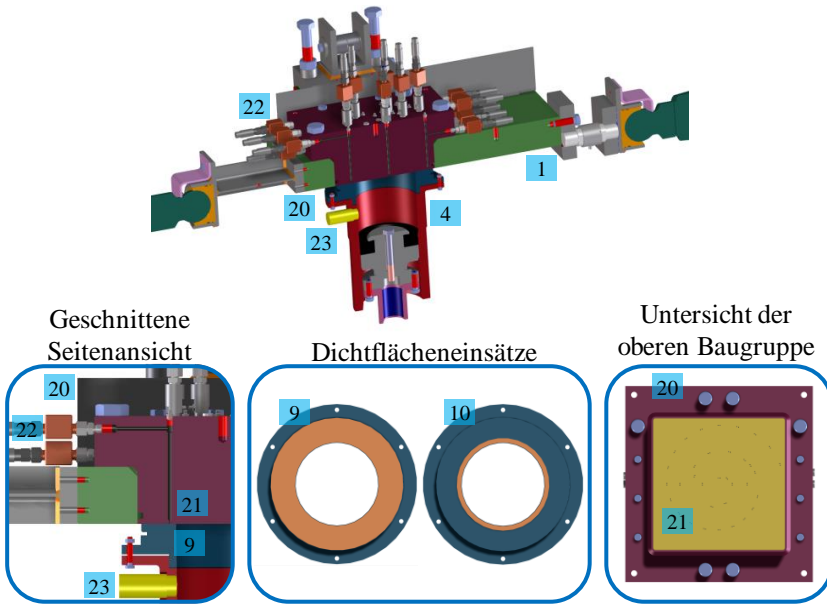 22
1
20
4
23
Geschnittene
Seitenansicht
Dichtflächeneinsätze
Untersicht der
oberen Baugruppe
20
22
21
9
23
9
10
20
21